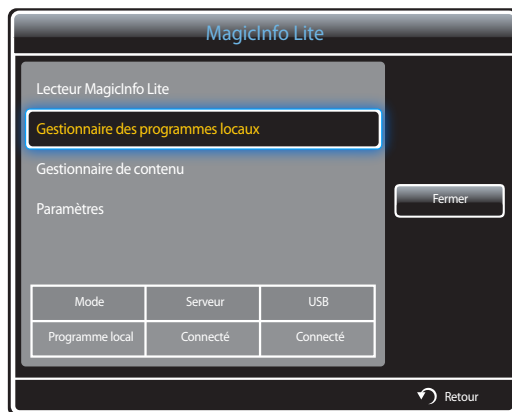 MagicInfo Lite
Lecteur MagicInfo Lite
Gestionnaire des programmes locaux
Gestionnaire de contenu
Paramètres
Fermer
Mode Serveur USB
Programme local Connecté Connecté
Retour